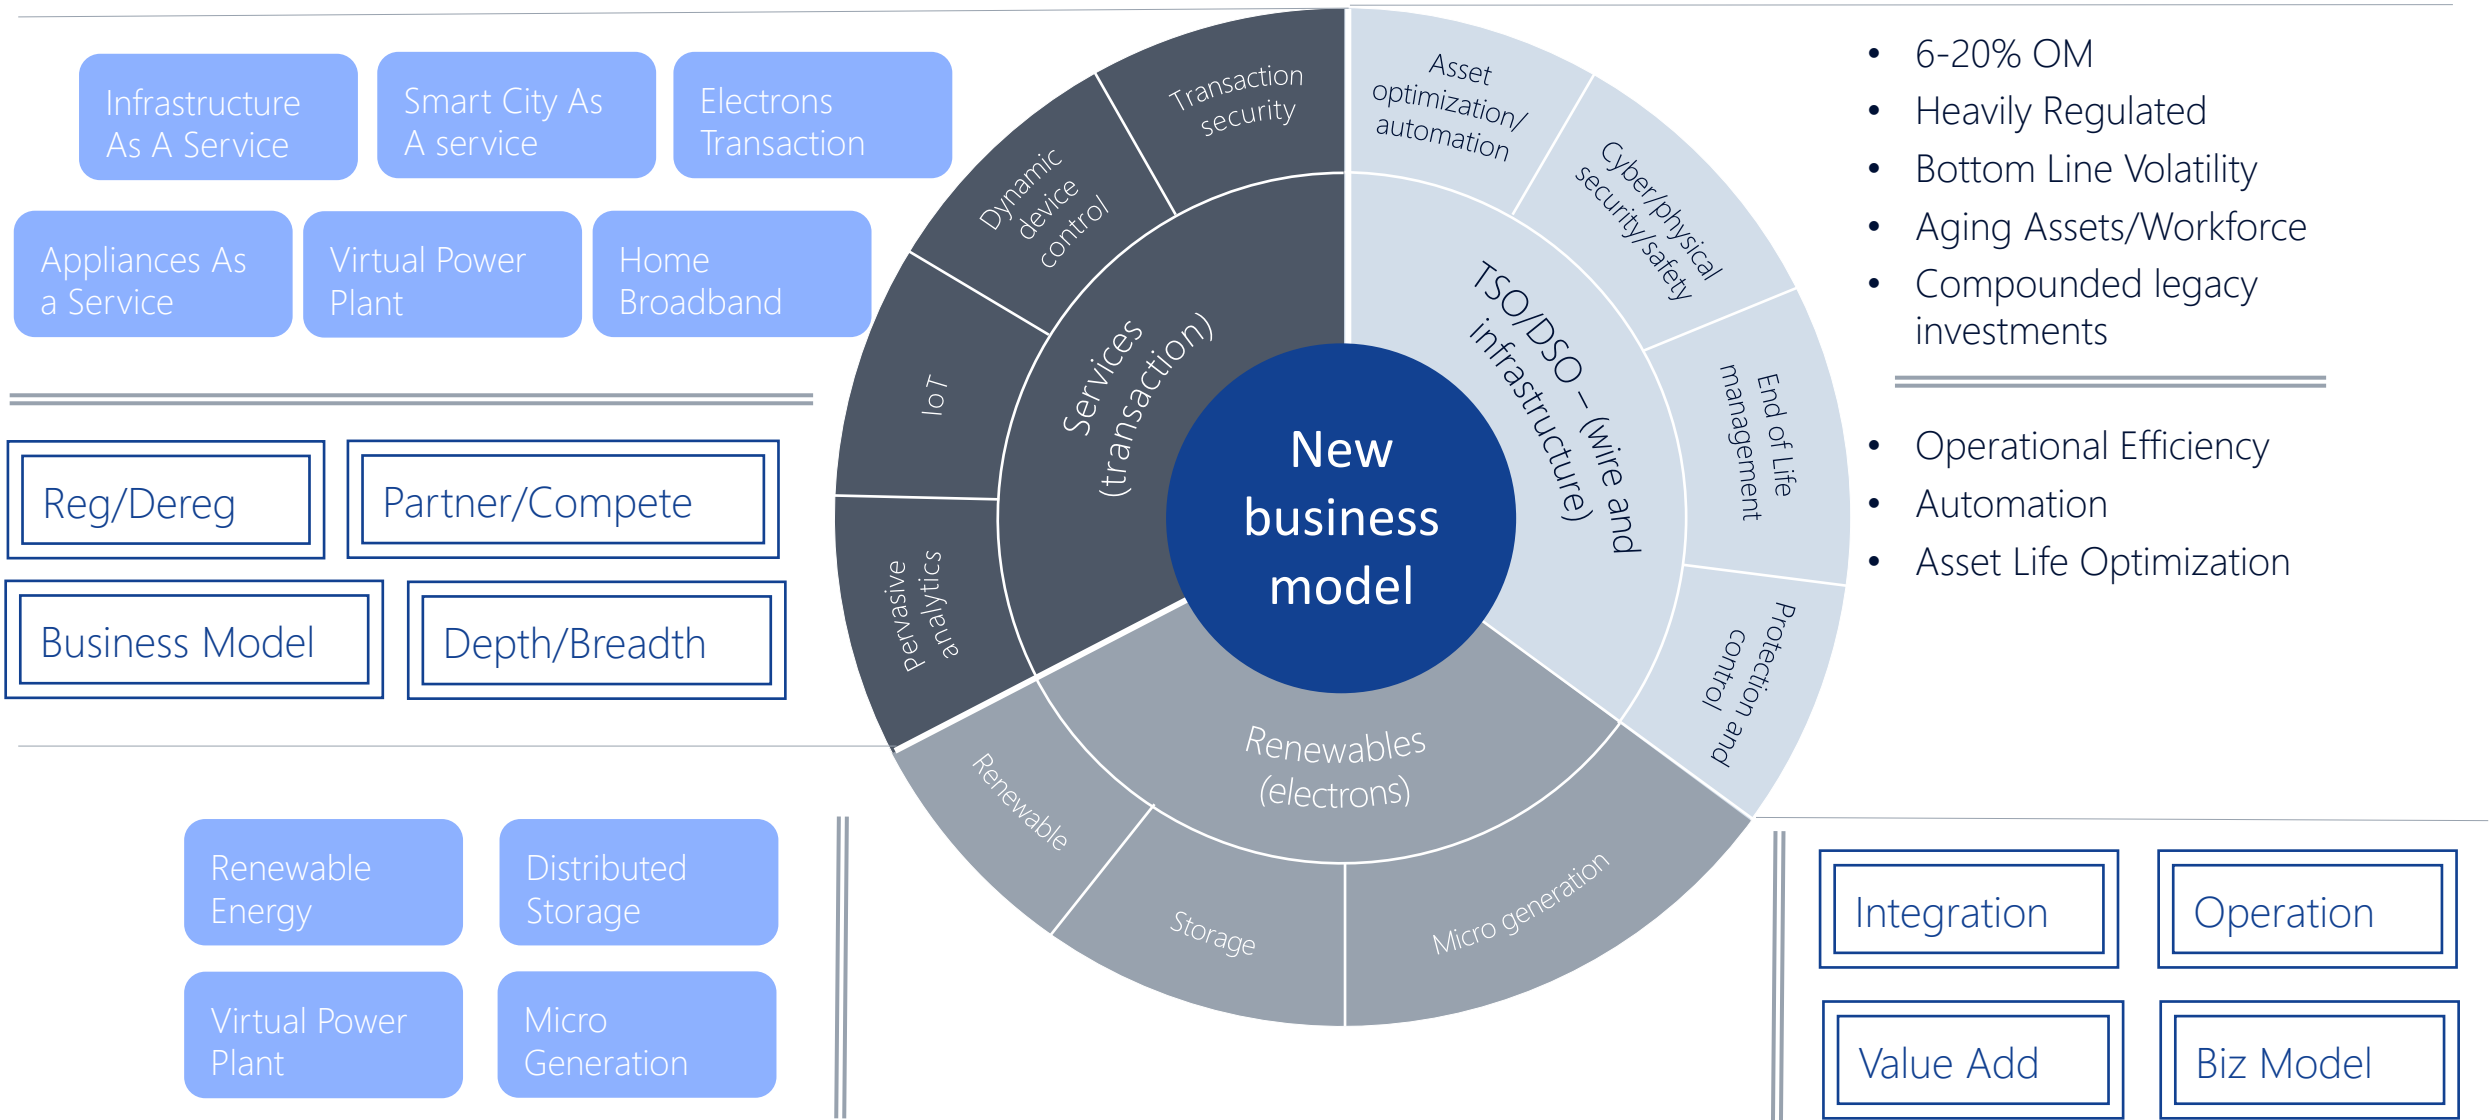 Infrastructure
As A Service
Smart City As
A service
Electrons
Transaction
Appliances As
a Service
Virtual Power
Plant
Home
Broadband
Reg/Dereg
Partner/Compete
Business Model
Depth/Breadth
Transaction
security
Dynamic
device
control
IoT
Pervasive
analytics
Services
(transaction)
Asset
optimization/
automation
Cyber/physical
security/safety
End of Life
management
Protection and
control
TSO/DSO – (wire and
infrastructure)
New
business
model
Renewables
(electrons)
Renewable
Storage
Micro generation
• 6-20% OM
• Heavily Regulated
• Bottom Line Volatility
• Aging Assets/Workforce
• Compounded legacy
investments
• Operational Efficiency
• Automation
• Asset Life Optimization
Renewable
Energy
Distributed
Storage
Virtual Power
Plant
Micro
Generation
Integration
Operation
Value Add
Biz Model